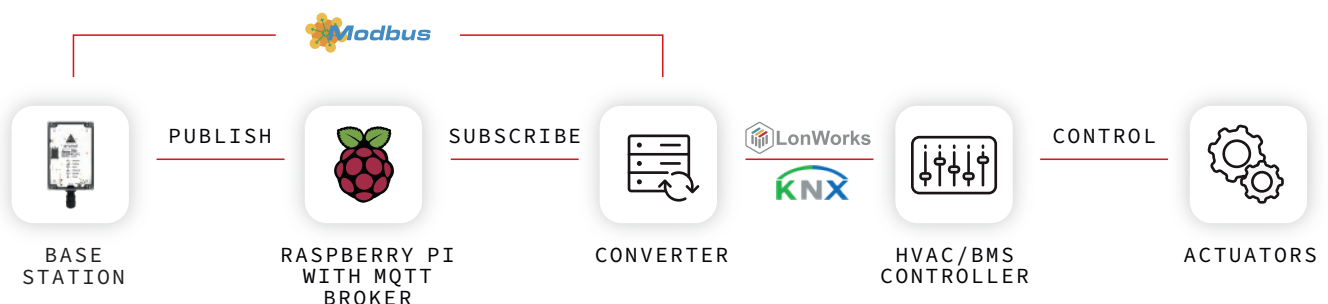 Modbus
PUBLISH
SUBSCRIBE
LonWorks
KNX
CONTROL
BASE
STATION
RASPBERRY PI
WITH MQTT
BROKER
CONVERTER
HVAC/BMS
CONTROLLER
ACTUATORS